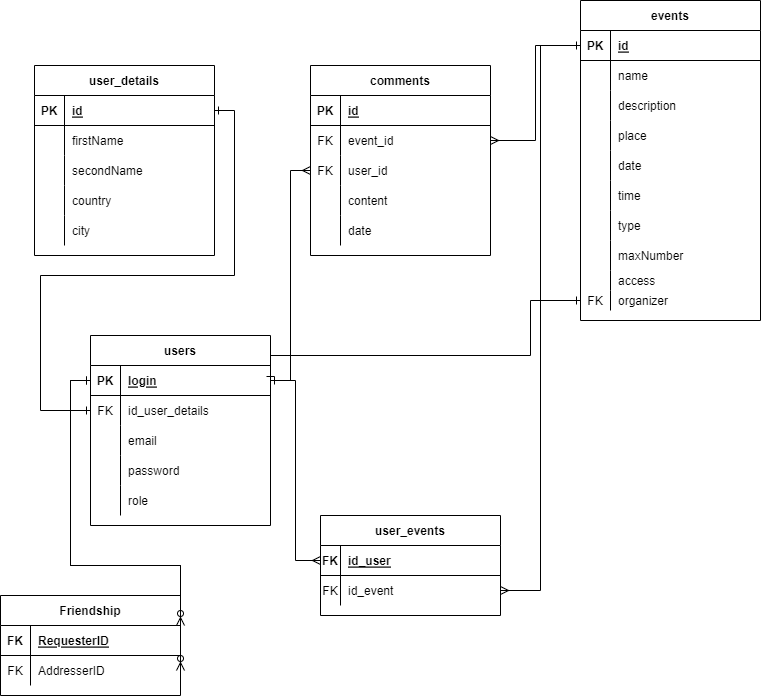 events
PK id
name
description
place
date
time
type
maxNumber
access
FK organizer
user_details
PK id
firstName
secondName
country
city
comments
PK id
FK event_id
FK user_id
content
date
users
PK login
FK id_user_details
email
password
role
user_events
FK id_user
FK id_event
Friendship
FK RequesterID
FK AddresserID